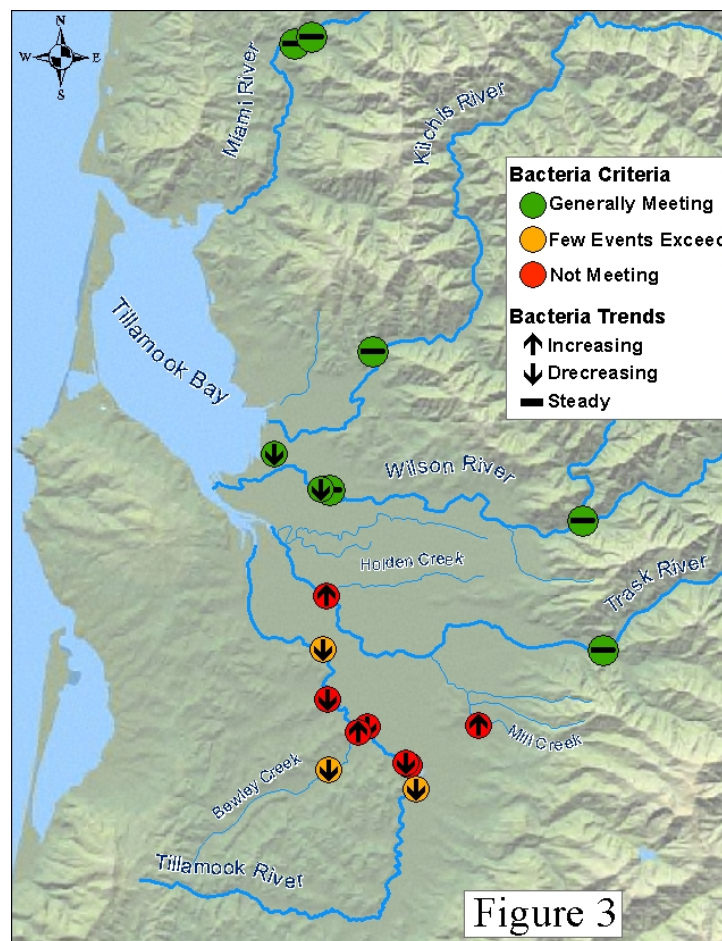 N
W E
S
Miami River
Kilchis River
Bacteria Criteria
Generally Meeting
Few Events Exceed
Not Meeting
Bacteria Trends
Increasing
Drecreasing
Steady
Tillamook Bay
Wilson River
Holden Creek
Trask River
Mill Creek
Bewley Creek
Tillamook River
Figure 3